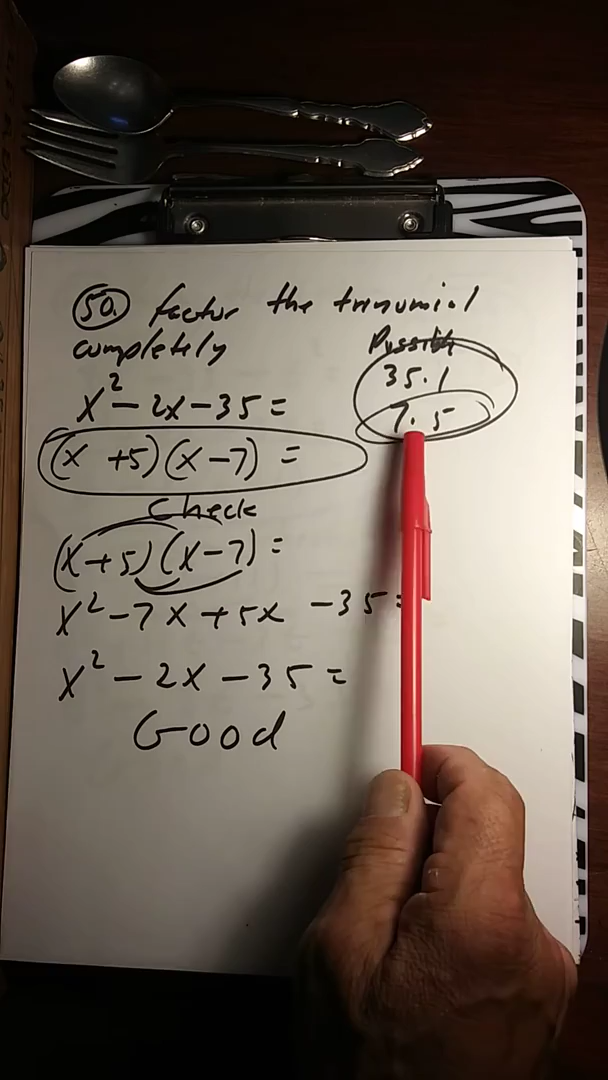 50. factor the trinumial
completely
Possible
35.1
7.5
x² - 2x - 35 =
(x +5) (x - 7) =
Check
(x + 5) (x - 7) =
x² - 7x + 5x - 35 =
x² - 2x - 35 =
Good